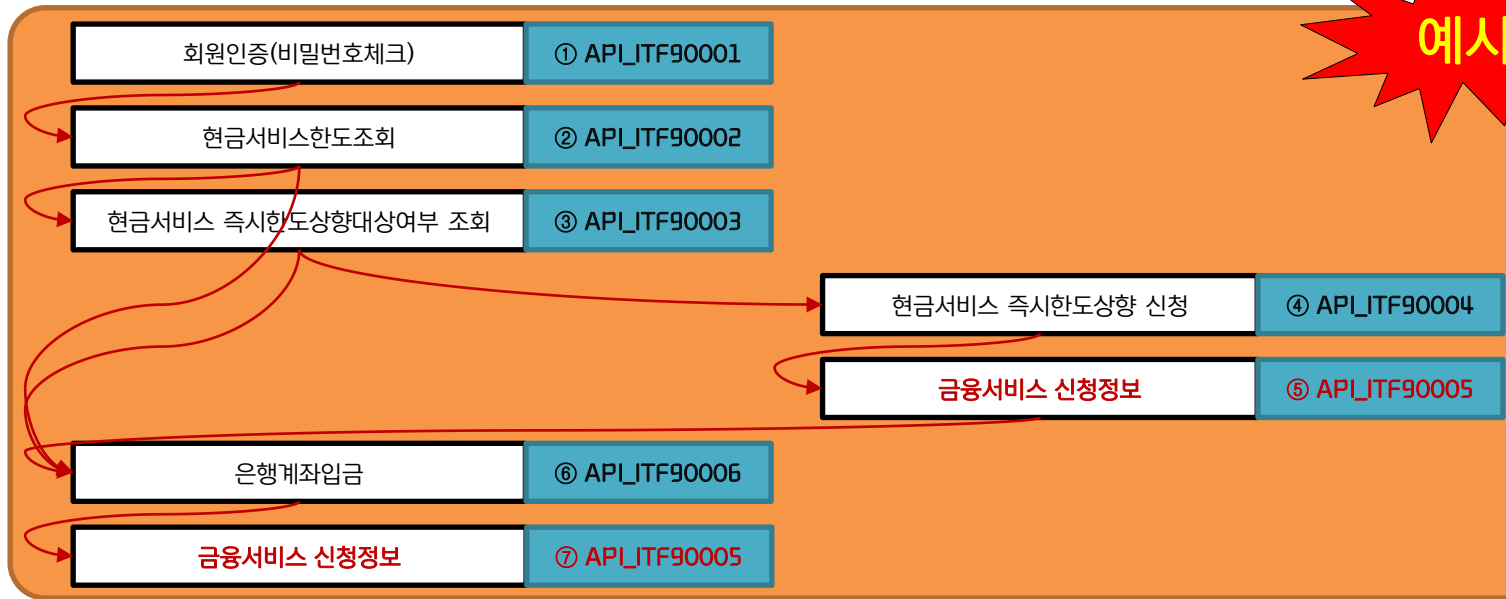 예시
회원인증(비밀번호체크) ① API_ITF90001
현금서비스한도조회 ② API_ITF90002
현금서비스 즉시한도상향대상여부 조회 ③ API_ITF90003
현금서비스 즉시한도상향 신청 ④ API_ITF90004
금융서비스 신청정보 ⑤ API_ITF90005
은행계좌입금 ⑥ API_ITF90006
금융서비스 신청정보 ⑦ API_ITF90005